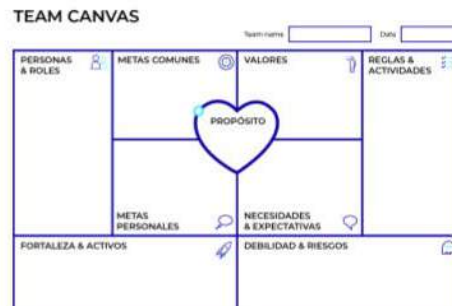 TEAM CANVAS
Team name
Date
PERSONAS
& ROLES
METAS COMUNES
VALORES
REGLAS &
ACTIVIDADES
PROPÓSITO
METAS
PERSONALES
NECESIDADES
& EXPECTATIVAS
FORTALEZA & ACTIVOS
DEBILIDAD & RIESGOS